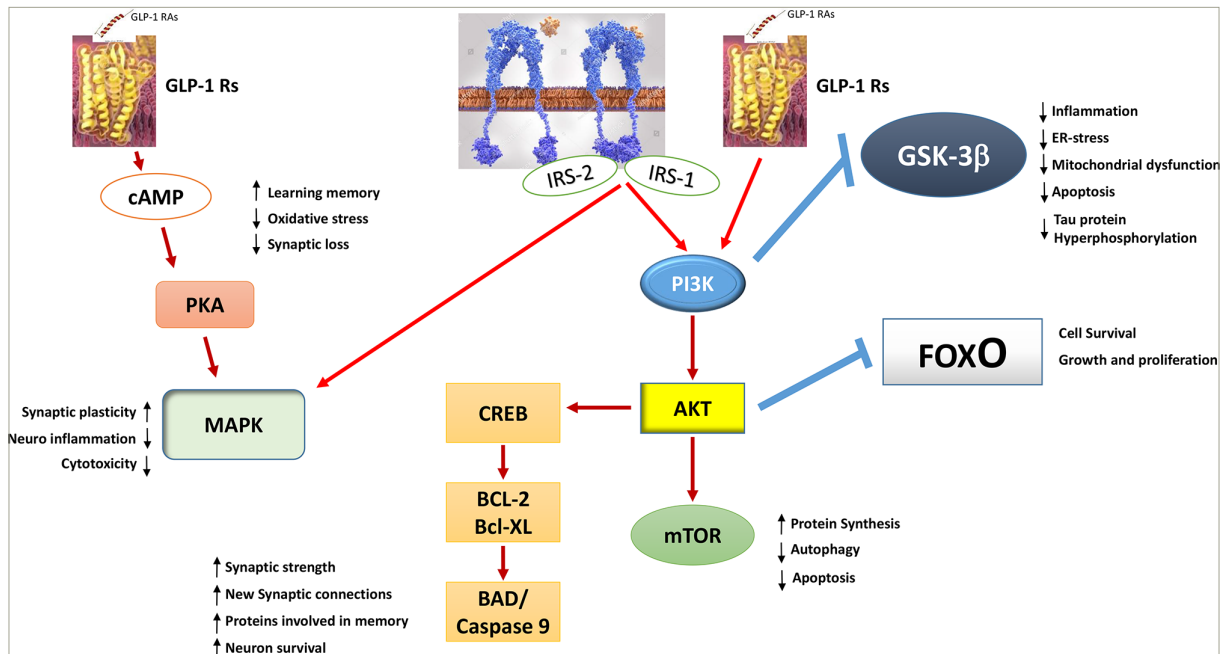 GLP-1 RAs
GLP-1 Rs
cAMP
Learning memory
Oxidative stress
Synaptic loss
PKA
MAPK
Synaptic plasticity
Neuro inflammation
Cytotoxicity
IRS-2
IRS-1
GLP-1 RAs
GLP-1 Rs
PI3K
GSK-3β
Inflammation
ER-stress
Mitochondrial dysfunction
Apoptosis
Tau protein
Hyperphosphorylation
FOXO
Cell Survival
Growth and proliferation
AKT
CREB
BCL-2
Bcl-XL
BAD/
Caspase 9
mTOR
Protein Synthesis
Autophagy
Apoptosis
Synaptic strength
New Synaptic connections
Proteins involved in memory
Neuron survival